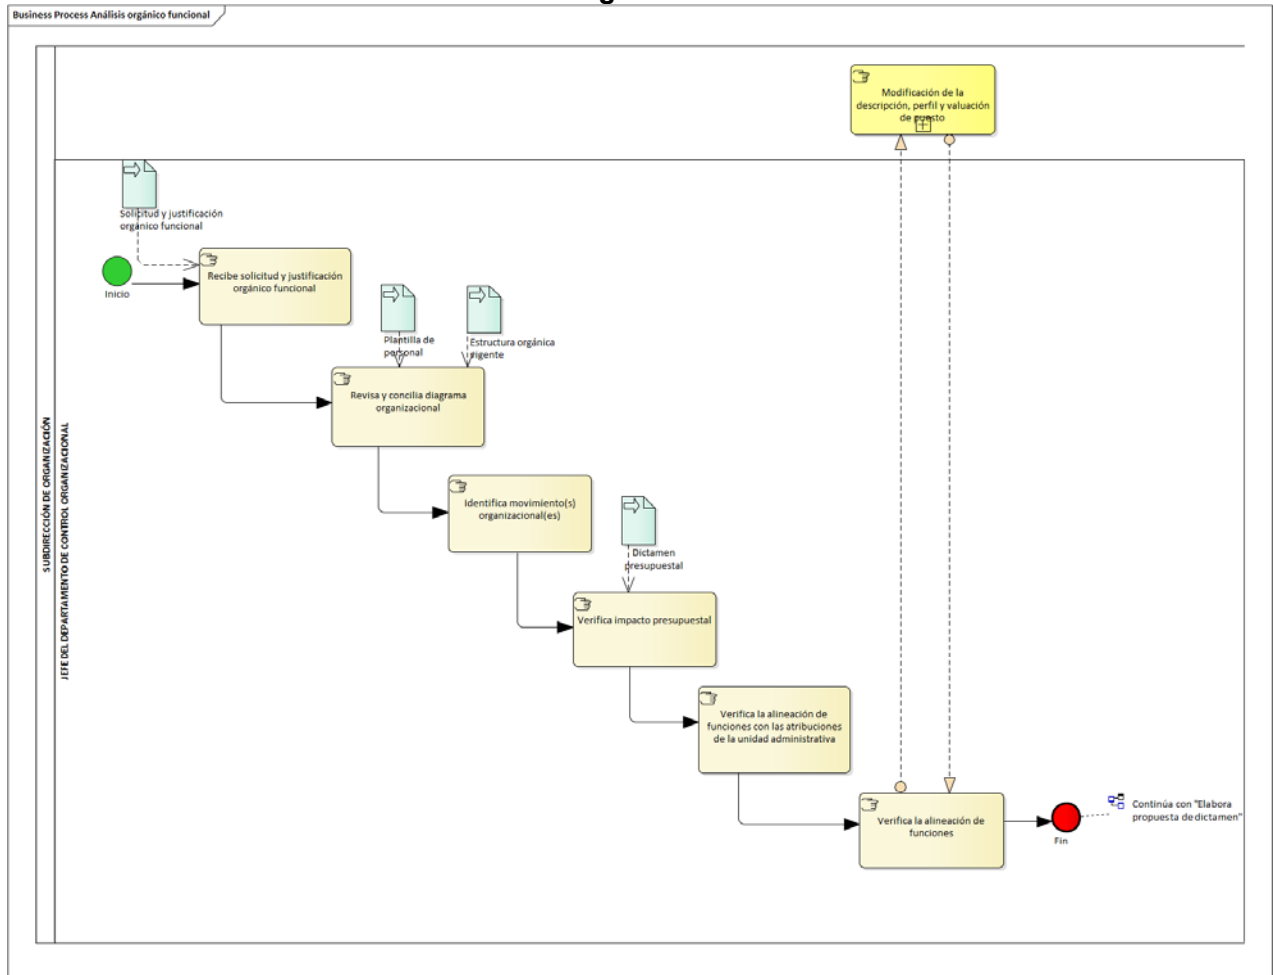 Business Process Análisis orgánico funcional
Modificación de la
descripción, perfil y valuación
de puesto
SUBDIRECCIÓN DE ORGANIZACIÓN
JEFE DEL DEPARTAMENTO DE CONTROL ORGANIZACIONAL
Solicitud y justificación
orgánico funcional
Inicio
Recibe solicitud y justificación
orgánico funcional
Plantilla de
personal
Estructura orgánica
vigente
Revisa y concilia diagrama
organizacional
Identifica movimiento(s)
organizacional(es)
Dictamen
presupuestal
Verifica impacto presupuestal
Verifica la alineación de
funciones con las atribuciones
de la unidad administrativa
Verifica la alineación de
funciones
Fin
Continúa con "Elabora
propuesta de dictamen"